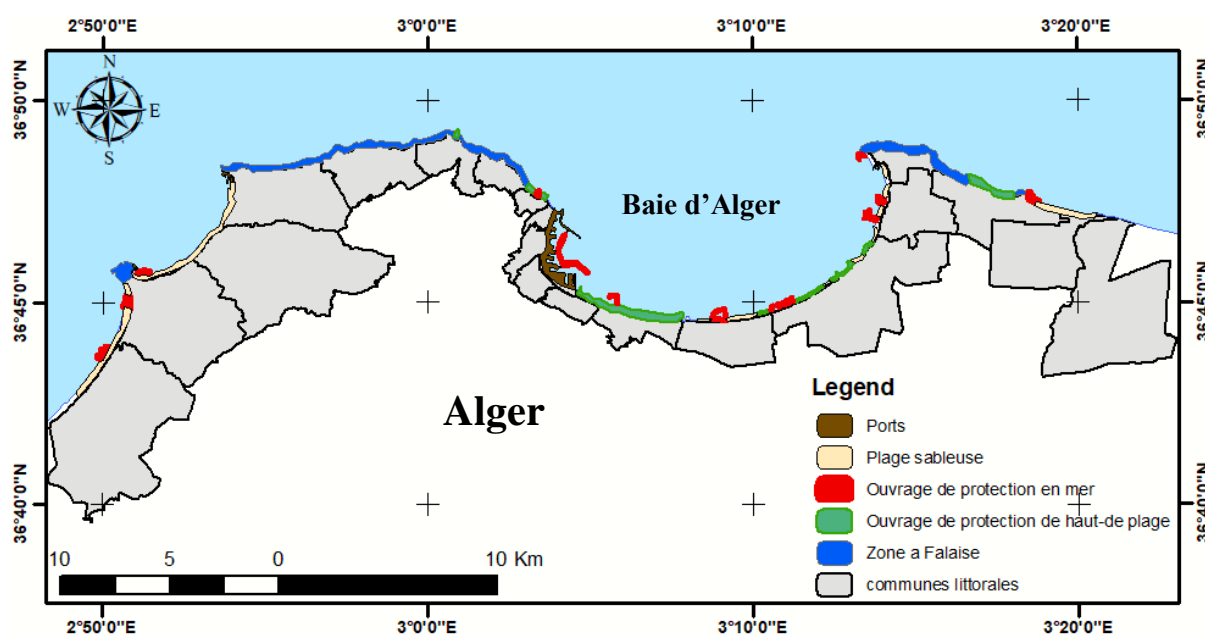 2°50'0"E 3°0'0"E 3°10'0"E 3°20'0"E
N
W E
S
36°50'0"N 36°50'0"N
Baie d'Alger
36°45'0"N 36°45'0"N
Alger
Legend
Ports
Plage sableuse
Ouvrage de protection en mer
Ouvrage de protection de haut-de plage
Zone a Falaise
communes littorales
36°40'0"N 36°40'0"N
10 5 0 10 Km
2°50'0"E 3°0'0"E 3°10'0"E 3°20'0"E